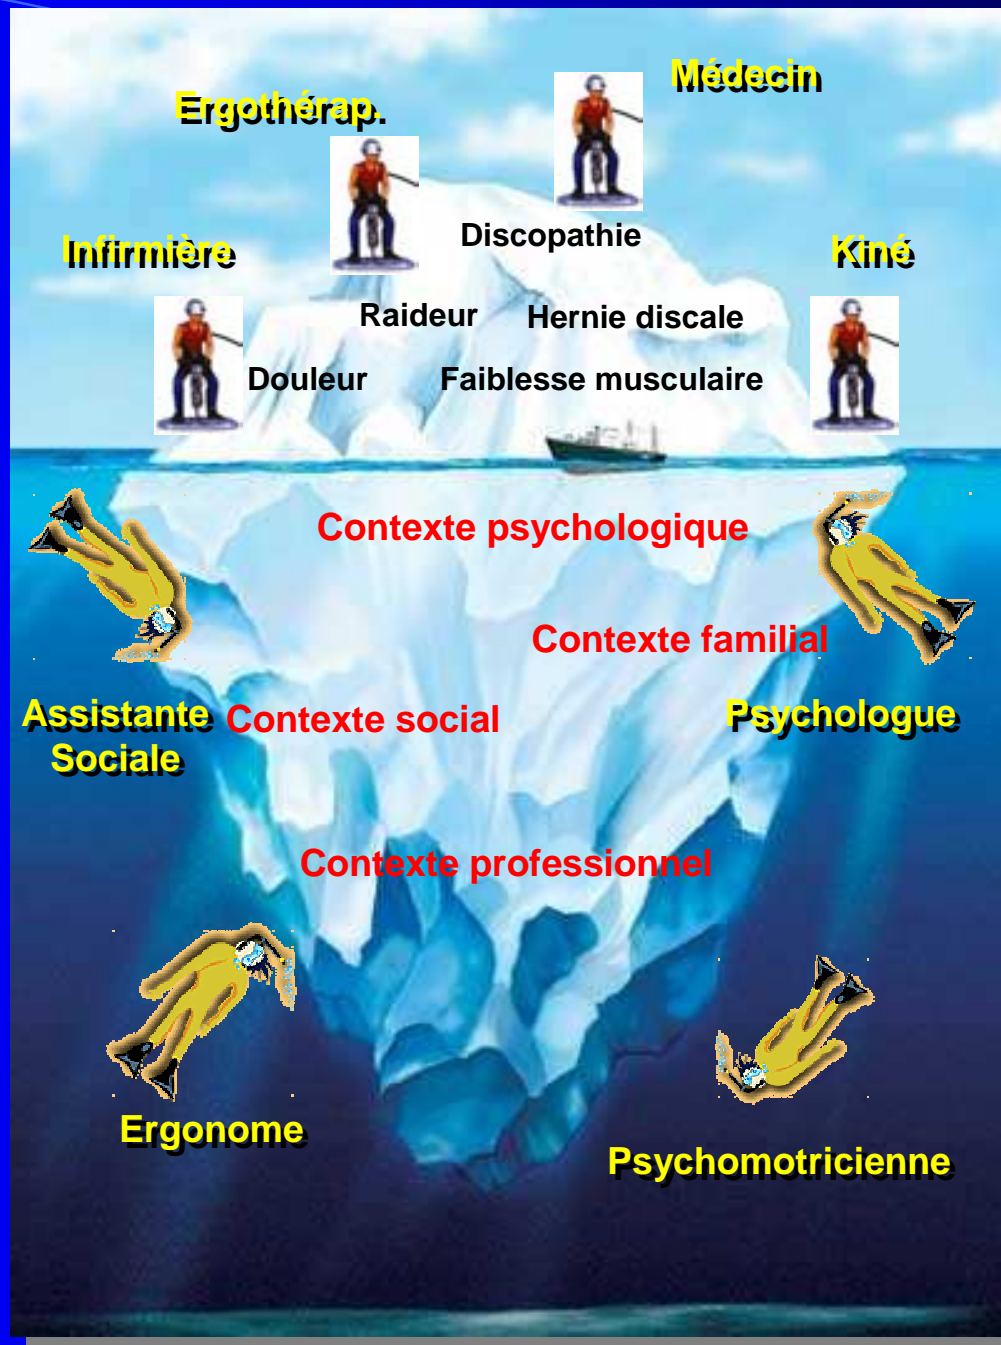 Médecin
Ergothérap.
Discopathie
Infirmière
Kiné
Raideur
Hernie discale
Douleur
Faiblesse musculaire
Contexte psychologique
Contexte familial
Assistante
Sociale
Contexte social
Psychologue
Contexte professionnel
Ergonome
Psychomotricienne